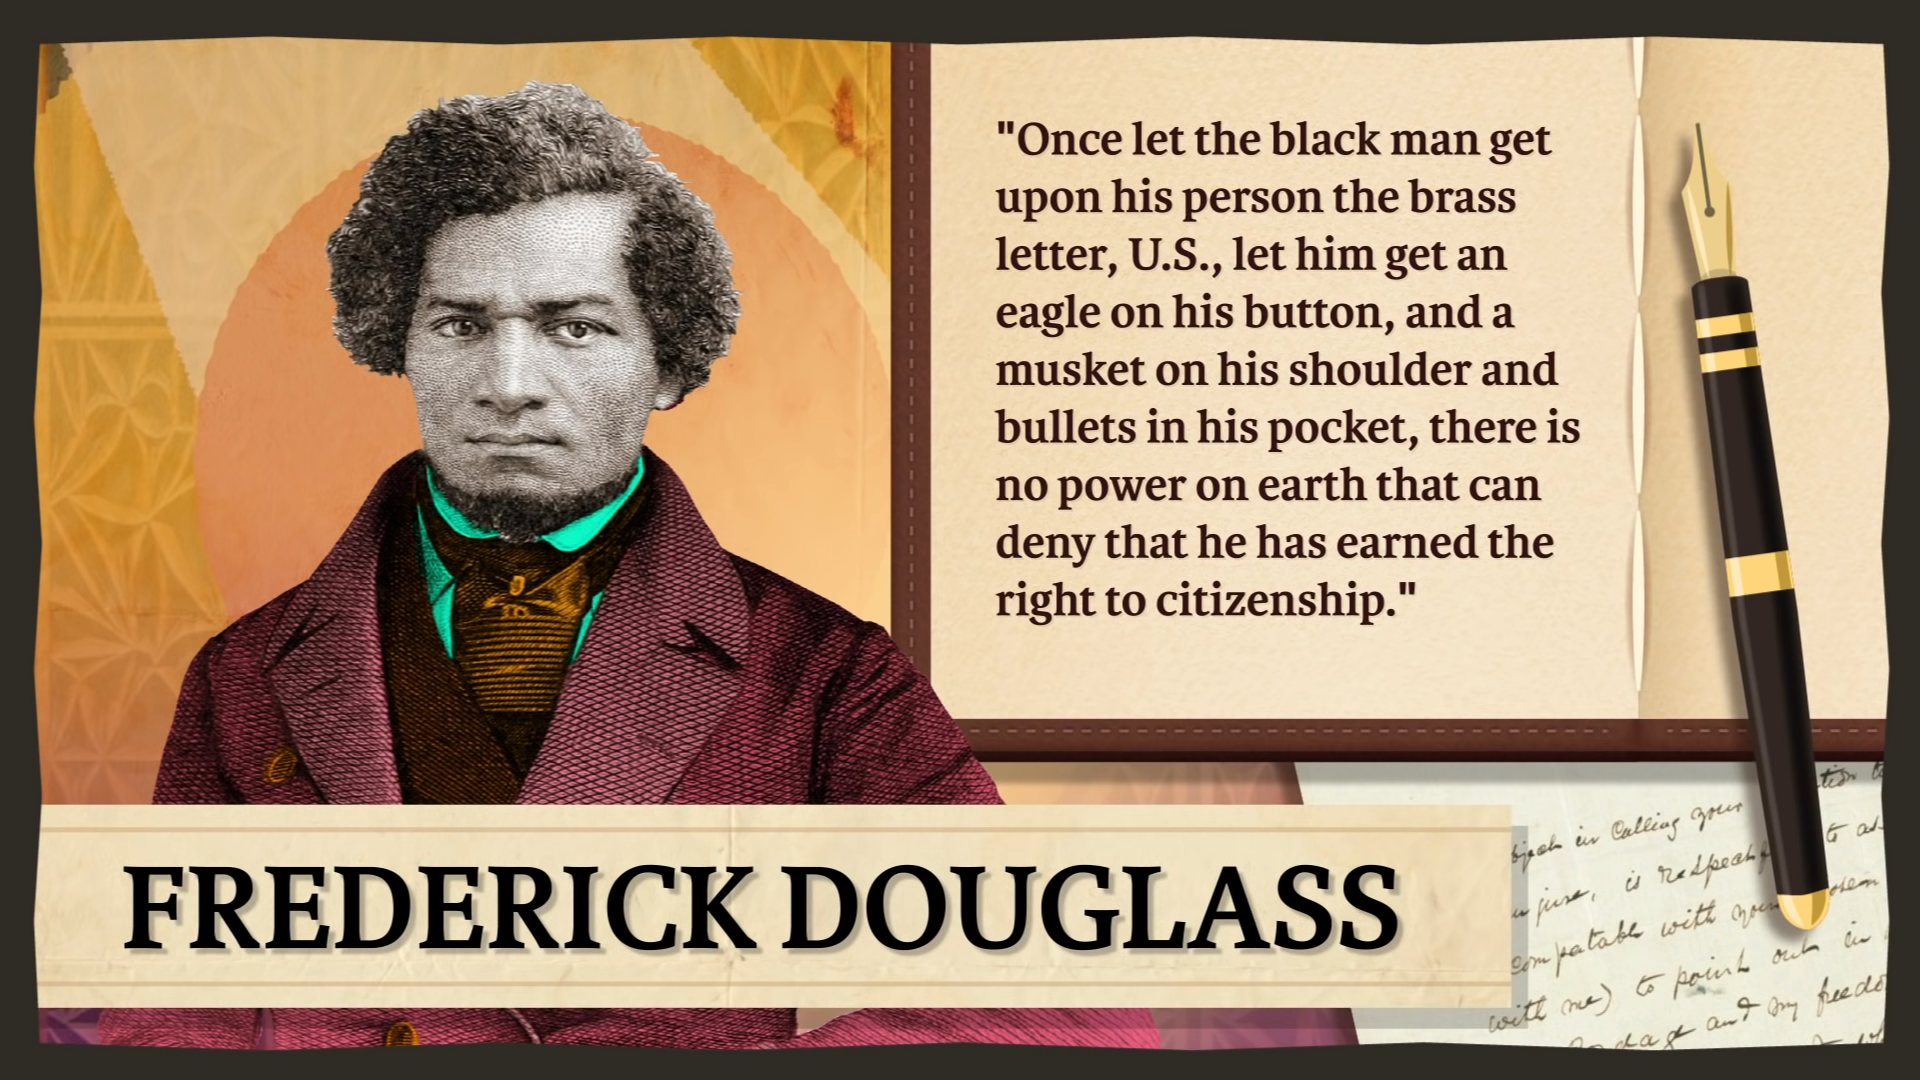 "Once let the black man get
upon his person the brass
letter, U.S., let him get an
eagle on his button, and a
musket on his shoulder and
bullets in his pocket, there is
no power on earth that can
deny that he has earned the
right to citizenship."
FREDERICK DOUGLASS
in Calling your
is
with your
with me) to point out in
and my